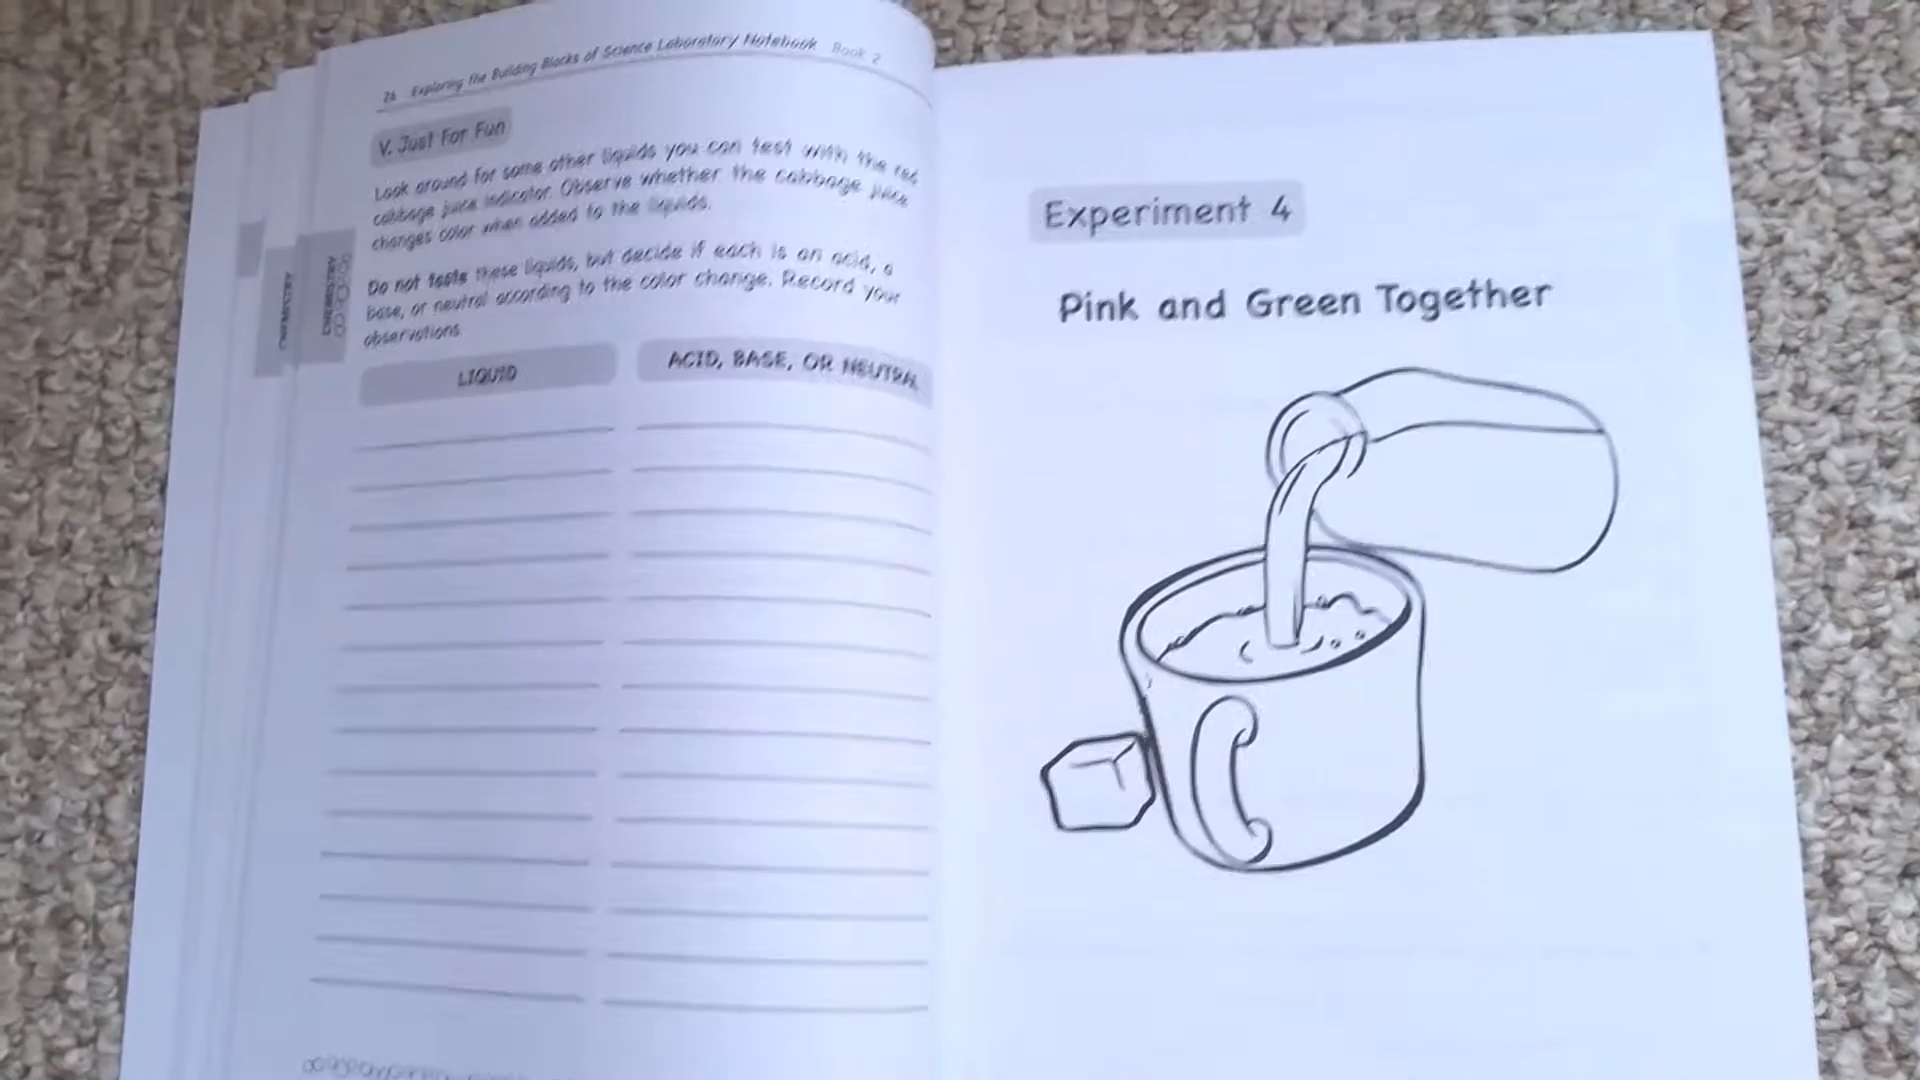 26 Exploring the Building Blocks of Science Laboratory Notebook Book 2
V. Just For Fun
Look around for some other liquids you can test with the red
cabbage juice indicator. Observe whether the cabbage juice
changes color when added to the liquids.
Do not taste these liquids, but decide if each is an acid, a
base, or neutral according to the color change. Record your
observations.
LIQUID
ACID, BASE, OR NEUTRAL
Experiment 4
Pink and Green Together